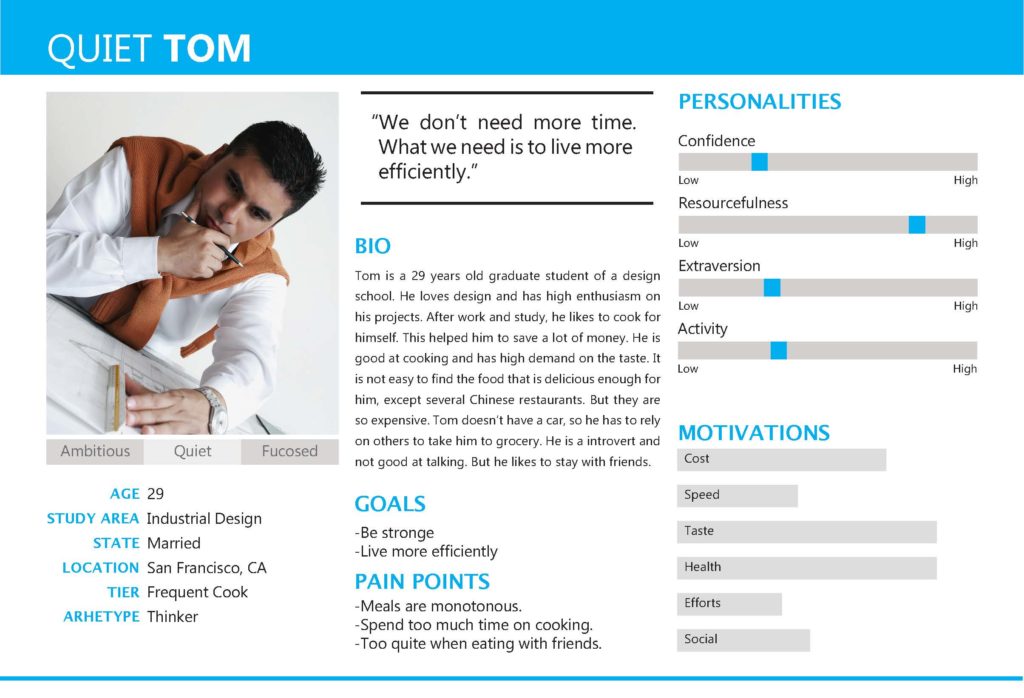 QUIET TOM
Ambitious Quiet Fucosed
AGE 29
STUDY AREA Industrial Design
STATE Married
LOCATION San Francisco, CA
TIER Frequent Cook
ARHETYPE Thinker
“We don’t need more time.
What we need is to live more
efficiently.”
BIO
Tom is a 29 years old graduate student of a design
school. He loves design and has high enthusiasm on
his projects. After work and study, he likes to cook for
himself. This helped him to save a lot of money. He is
good at cooking and has high demand on the taste. It
is not easy to find the food that is delicious enough for
him, except several Chinese restaurants. But they are
so expensive. Tom doesn’t have a car, so he has to rely
on others to take him to grocery. He is a introvert and
not good at talking. But he likes to stay with friends.
GOALS
-Be stronge
-Live more efficiently
PAIN POINTS
-Meals are monotonous.
-Spend too much time on cooking.
-Too quite when eating with friends.
PERSONALITIES
Confidence
Low High
Resourcefulness
Low High
Extraversion
Low High
Activity
Low High
MOTIVATIONS
Cost
Speed
Taste
Health
Efforts
Social